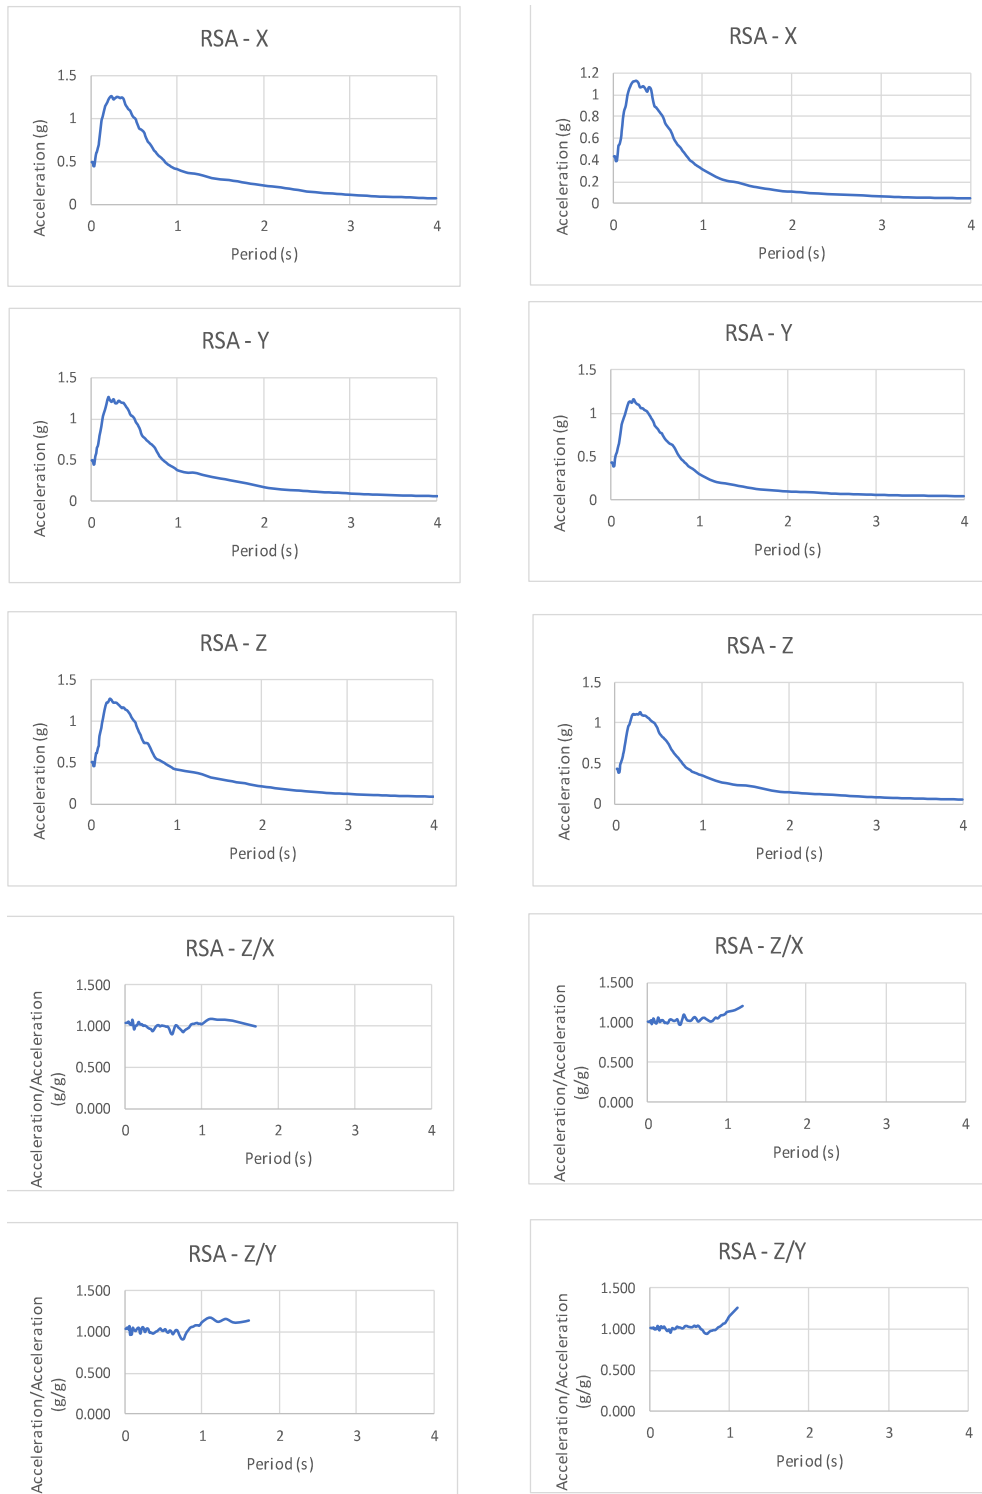 RSA - X
1.5
1
0.5
0
Acceleration (g)
0 1 2 3 4
Period (s)
RSA - X
1.2
1
0.8
0.6
0.4
0.2
0
Acceleration (g)
0 1 2 3 4
Period (s)
RSA - Y
1.5
1
0.5
0
Acceleration (g)
0 1 2 3 4
Period (s)
RSA - Y
1.5
1
0.5
0
Acceleration (g)
0 1 2 3 4
Period (s)
RSA - Z
1.5
1
0.5
0
Acceleration (g)
0 1 2 3 4
Period (s)
RSA - Z
1.5
1
0.5
0
Acceleration (g)
0 1 2 3 4
Period (s)
RSA - Z/X
1.500
1.000
0.500
0.000
Acceleration/Acceleration
(g/g)
0 1 2 3 4
Period (s)
RSA - Z/X
1.500
1.000
0.500
0.000
Acceleration/Acceleration
(g/g)
0 1 2 3 4
Period (s)
RSA - Z/Y
1.500
1.000
0.500
0.000
Acceleration/Acceleration
(g/g)
0 1 2 3 4
Period (s)
RSA - Z/Y
1.500
1.000
0.500
0.000
Acceleration/Acceleration
(g/g)
0 1 2 3 4
Period (s)